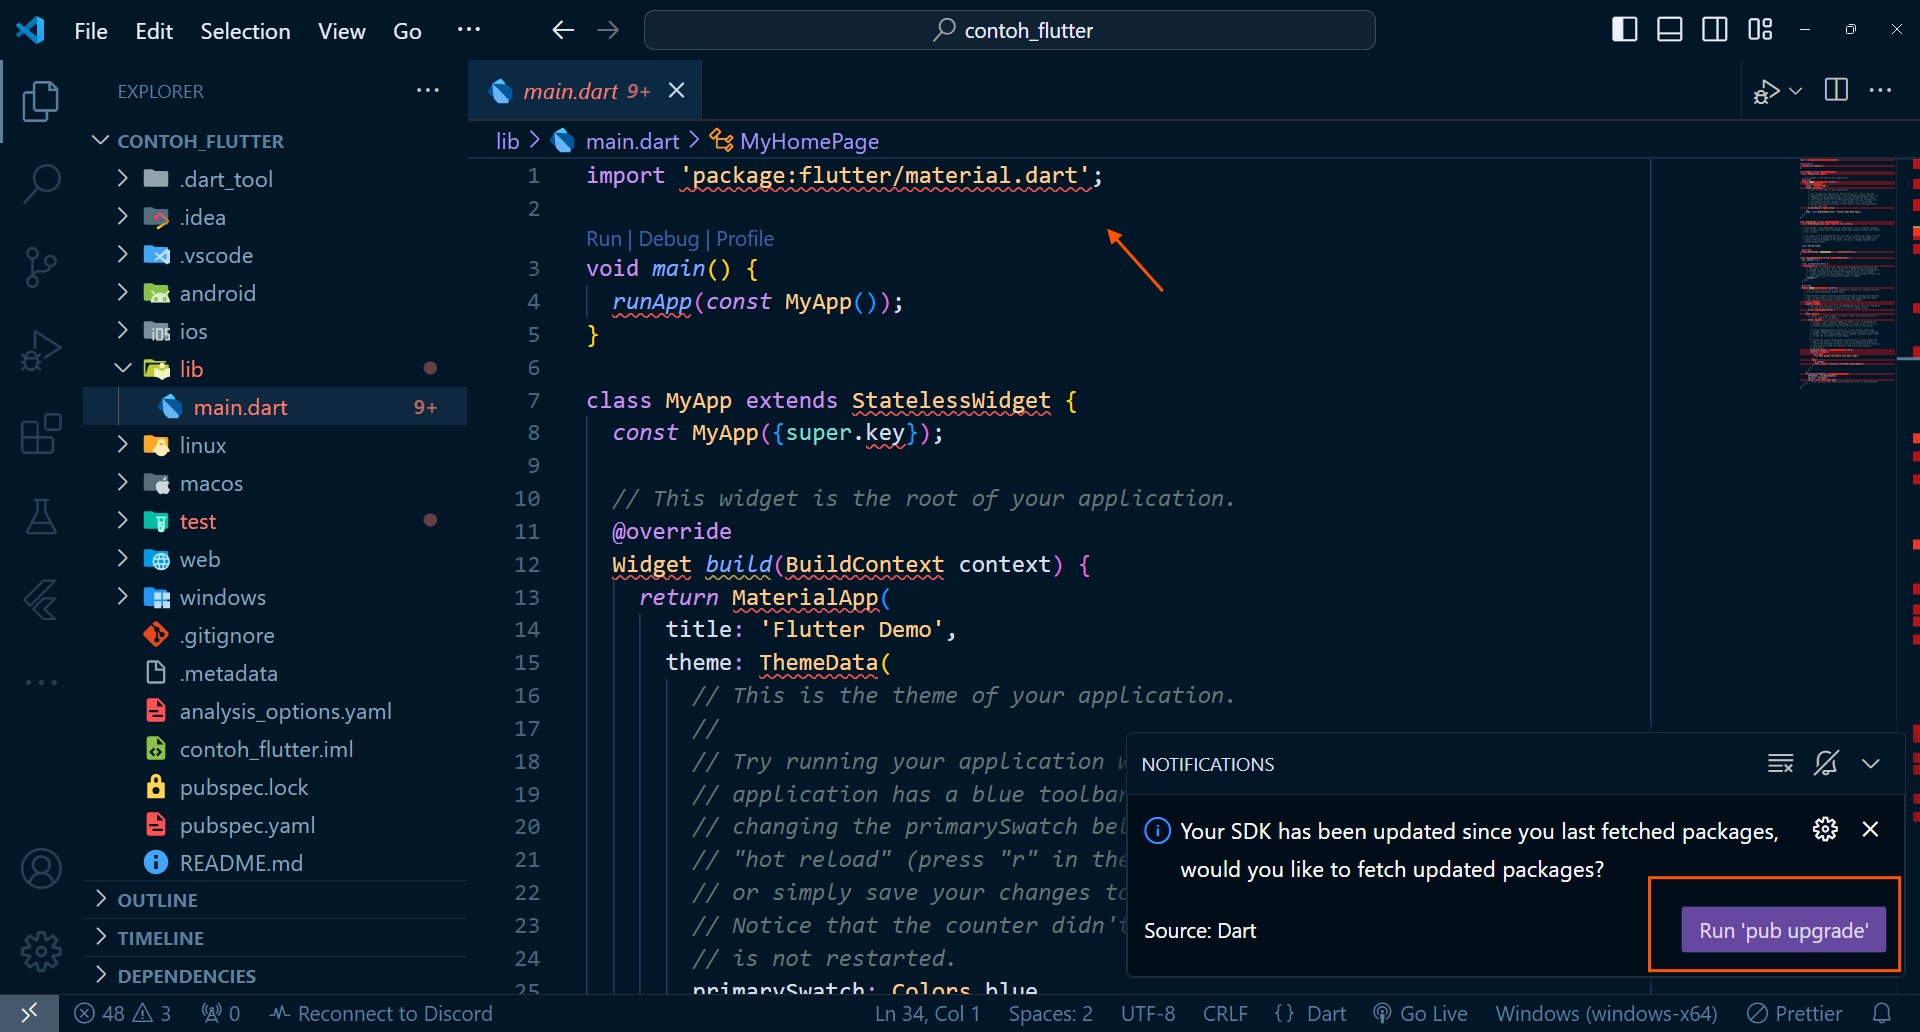 File Edit Selection View Go ...
contoh_flutter
EXPLORER
main.dart 9+
CONTOH_FLUTTER
.dart_tool
.idea
.vscode
android
ios
lib
main.dart 9+
linux
macos
test
web
windows
.gitignore
.metadata
analysis_options.yaml
contoh_flutter.iml
pubspec.lock
pubspec.yaml
README.md
OUTLINE
TIMELINE
DEPENDENCIES
lib > main.dart > MyHomePage
1 import 'package:flutter/material.dart';
2
Run | Debug | Profile
3 void main() {
4 runApp(const MyApp());
5 }
6
7 class MyApp extends StatelessWidget {
8 const MyApp({super.key});
9
10 // This widget is the root of your application.
11 @override
12 Widget build(BuildContext context) {
13 return MaterialApp(
14 title: 'Flutter Demo',
15 theme: ThemeData(
16 // This is the theme of your application.
17 //
18 // Try running your application
19 // application has a blue toolbar
20 // changing the primarySwatch bel
21 // "hot reload" (press "r" in the
22 // or simply save your changes to
23 // Notice that the counter didn't
24 // is not restarted.
25 primarySwatch: Colors.blue
NOTIFICATIONS
Your SDK has been updated since you last fetched packages,
would you like to fetch updated packages?
Source: Dart
Run 'pub upgrade'
48 3 0 Reconnect to Discord Ln 34, Col 1 Spaces: 2 UTF-8 CRLF {} Dart Go Live Windows (windows-x64) Prettier